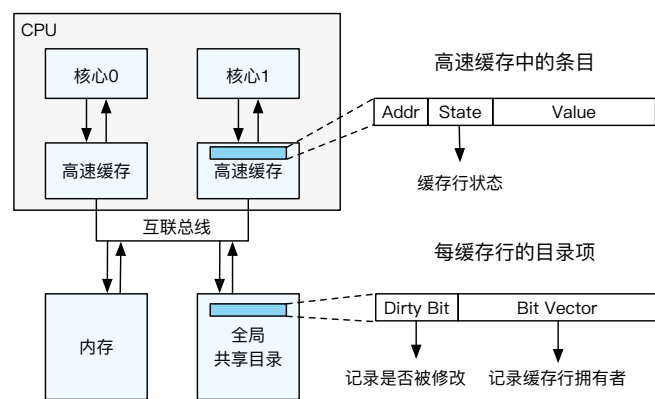 CPU
核心0
核心1
高速缓存
高速缓存
互联总线
内存
全局
共享目录
高速缓存中的条目
Addr
State
Value
缓存行状态
每缓存行的目录项
Dirty Bit
Bit Vector
记录是否被修改
记录缓存行拥有者